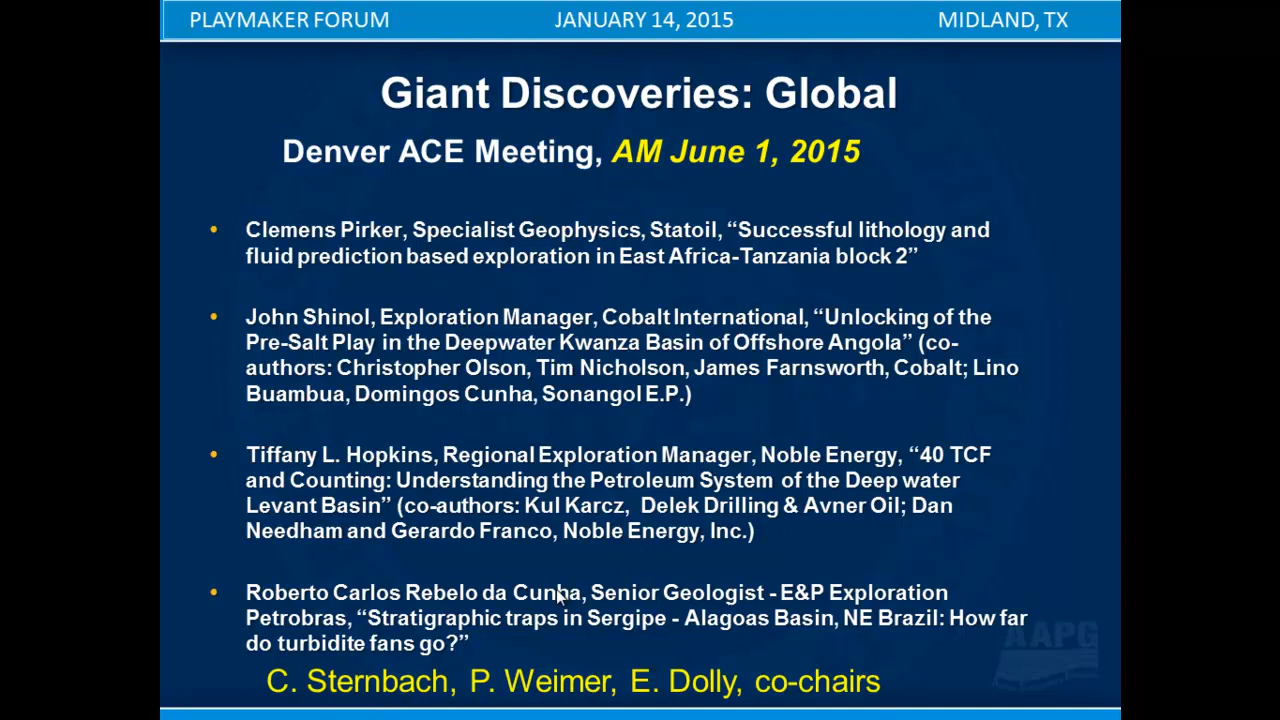 PLAYMAKER FORUM JANUARY 14, 2015 MIDLAND, TX
Giant Discoveries: Global
Denver ACE Meeting, AM June 1, 2015
• Clemens Pirker, Specialist Geophysics, Statoil, “Successful lithology and
fluid prediction based exploration in East Africa-Tanzania block 2”
• John Shinol, Exploration Manager, Cobalt International, “Unlocking of the
Pre-Salt Play in the Deepwater Kwanza Basin of Offshore Angola” (co-
authors: Christopher Olson, Tim Nicholson, James Farnsworth, Cobalt; Lino
Buambua, Domingos Cunha, Sonangol E.P.)
• Tiffany L. Hopkins, Regional Exploration Manager, Noble Energy, “40 TCF
and Counting: Understanding the Petroleum System of the Deep water
Levant Basin” (co-authors: Kul Karcz, Delek Drilling & Avner Oil; Dan
Needham and Gerardo Franco, Noble Energy, Inc.)
• Roberto Carlos Rebelo da Cunha, Senior Geologist - E&P Exploration
Petrobras, “Stratigraphic traps in Sergipe - Alagoas Basin, NE Brazil: How far
do turbidite fans go?”
AAPG
C. Sternbach, P. Weimer, E. Dolly, co-chairs